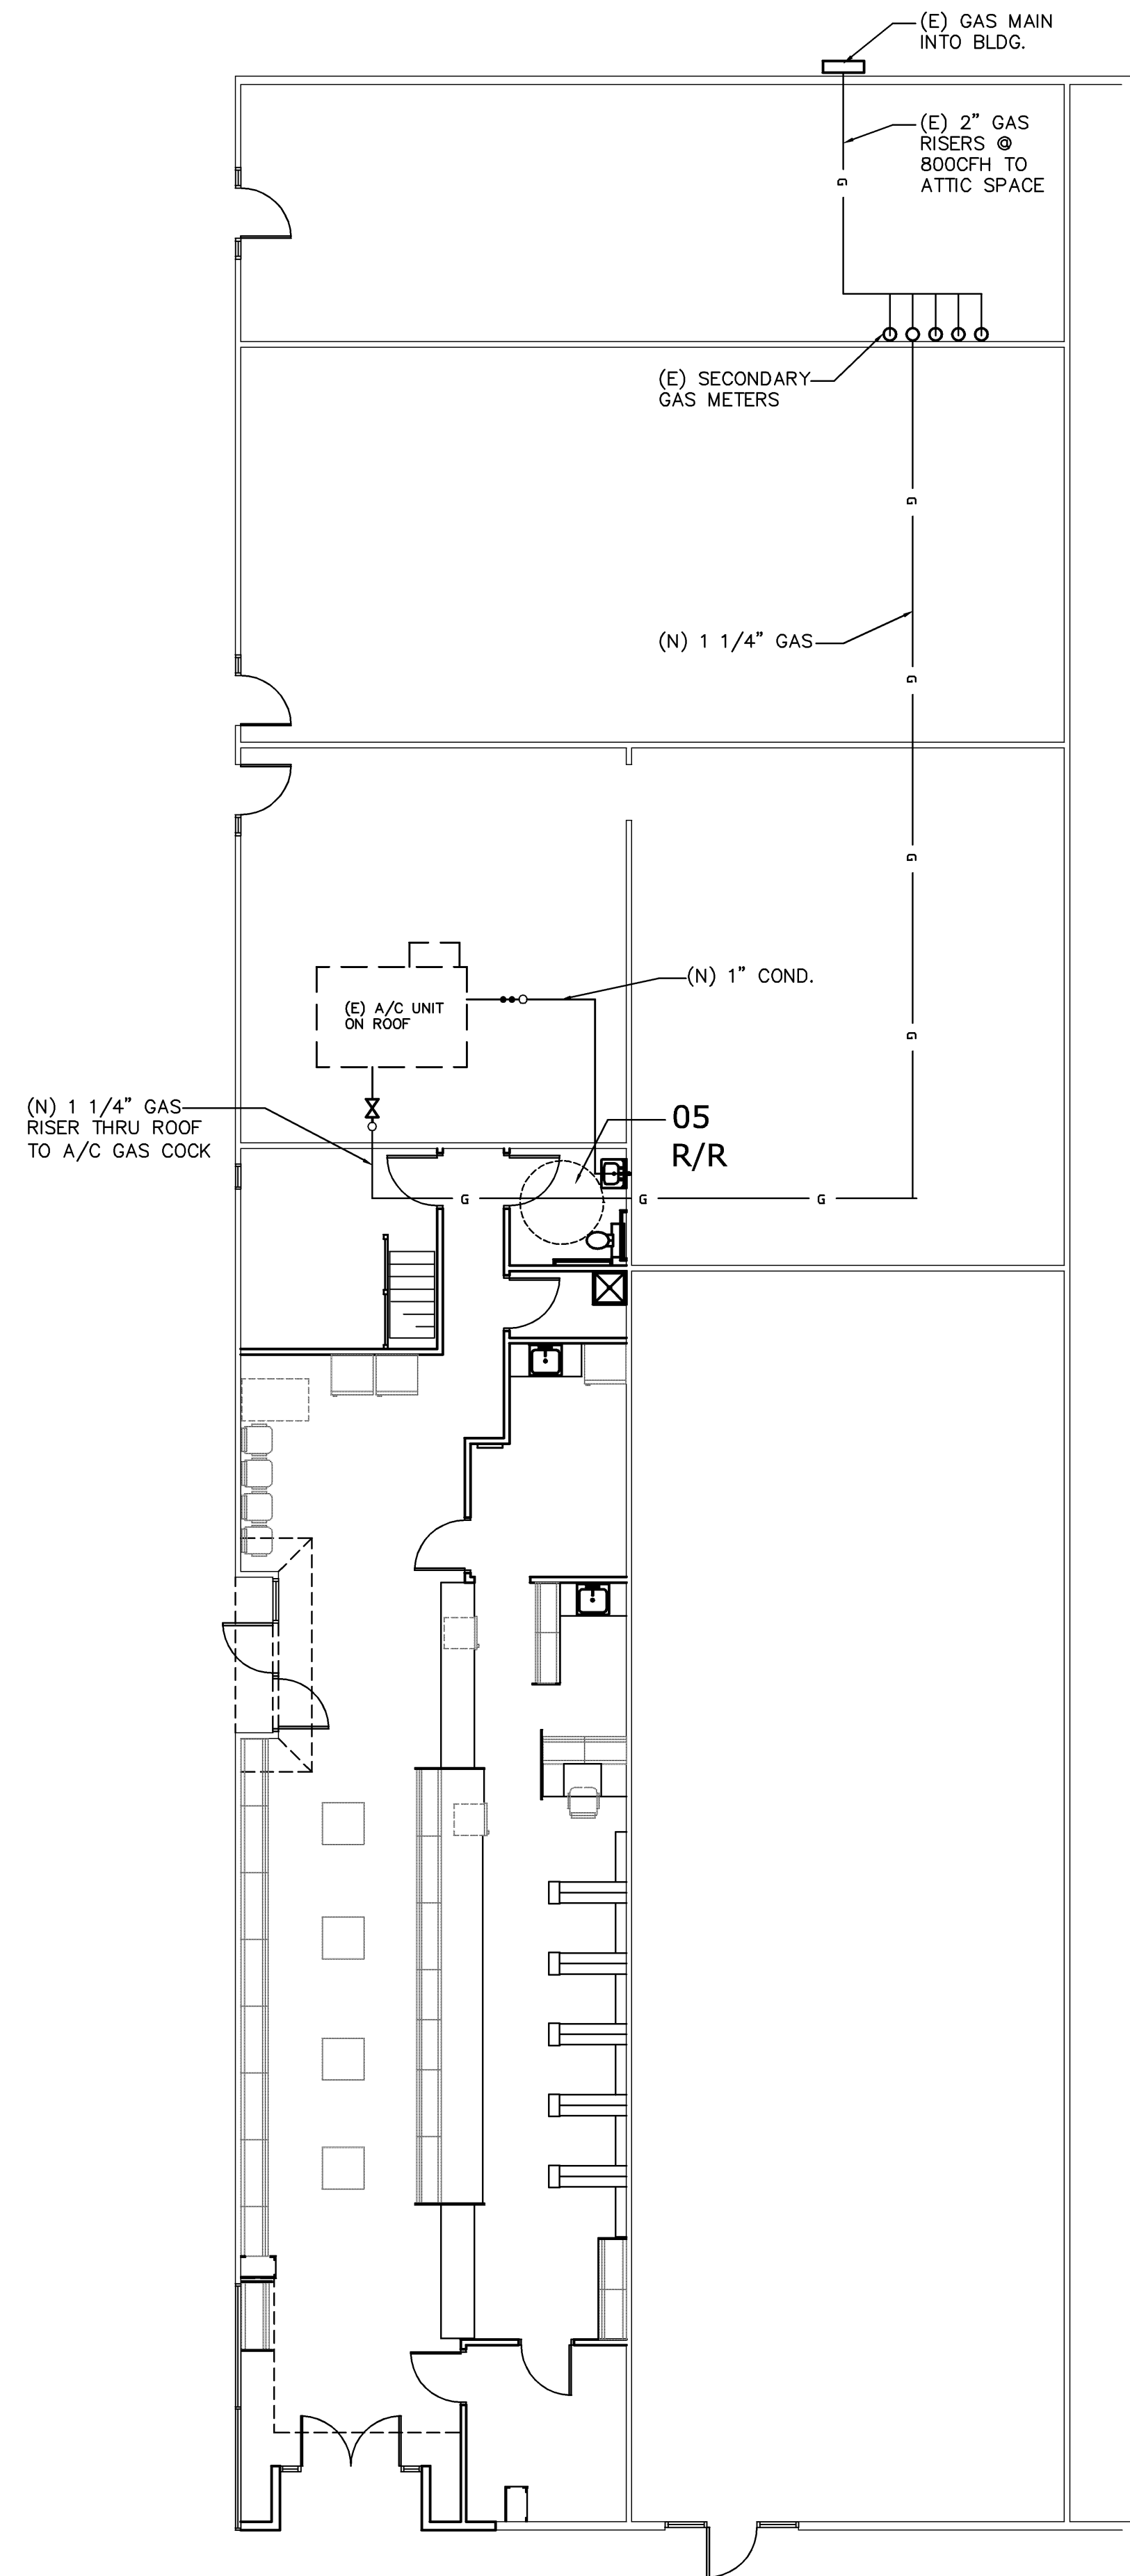 (E) GAS MAIN
INTO BLDG.
(E) 2" GAS
RISERS @
800CFH TO
ATTIC SPACE
G
(E) SECONDARY
GAS METERS
G
(N) 1 1/4" GAS
G
G
(N) 1" COND.
(E) A/C UNIT
ON ROOF
G
(N) 1 1/4" GAS
RISER THRU ROOF
TO A/C GAS COCK
05
R/R
G
G
G